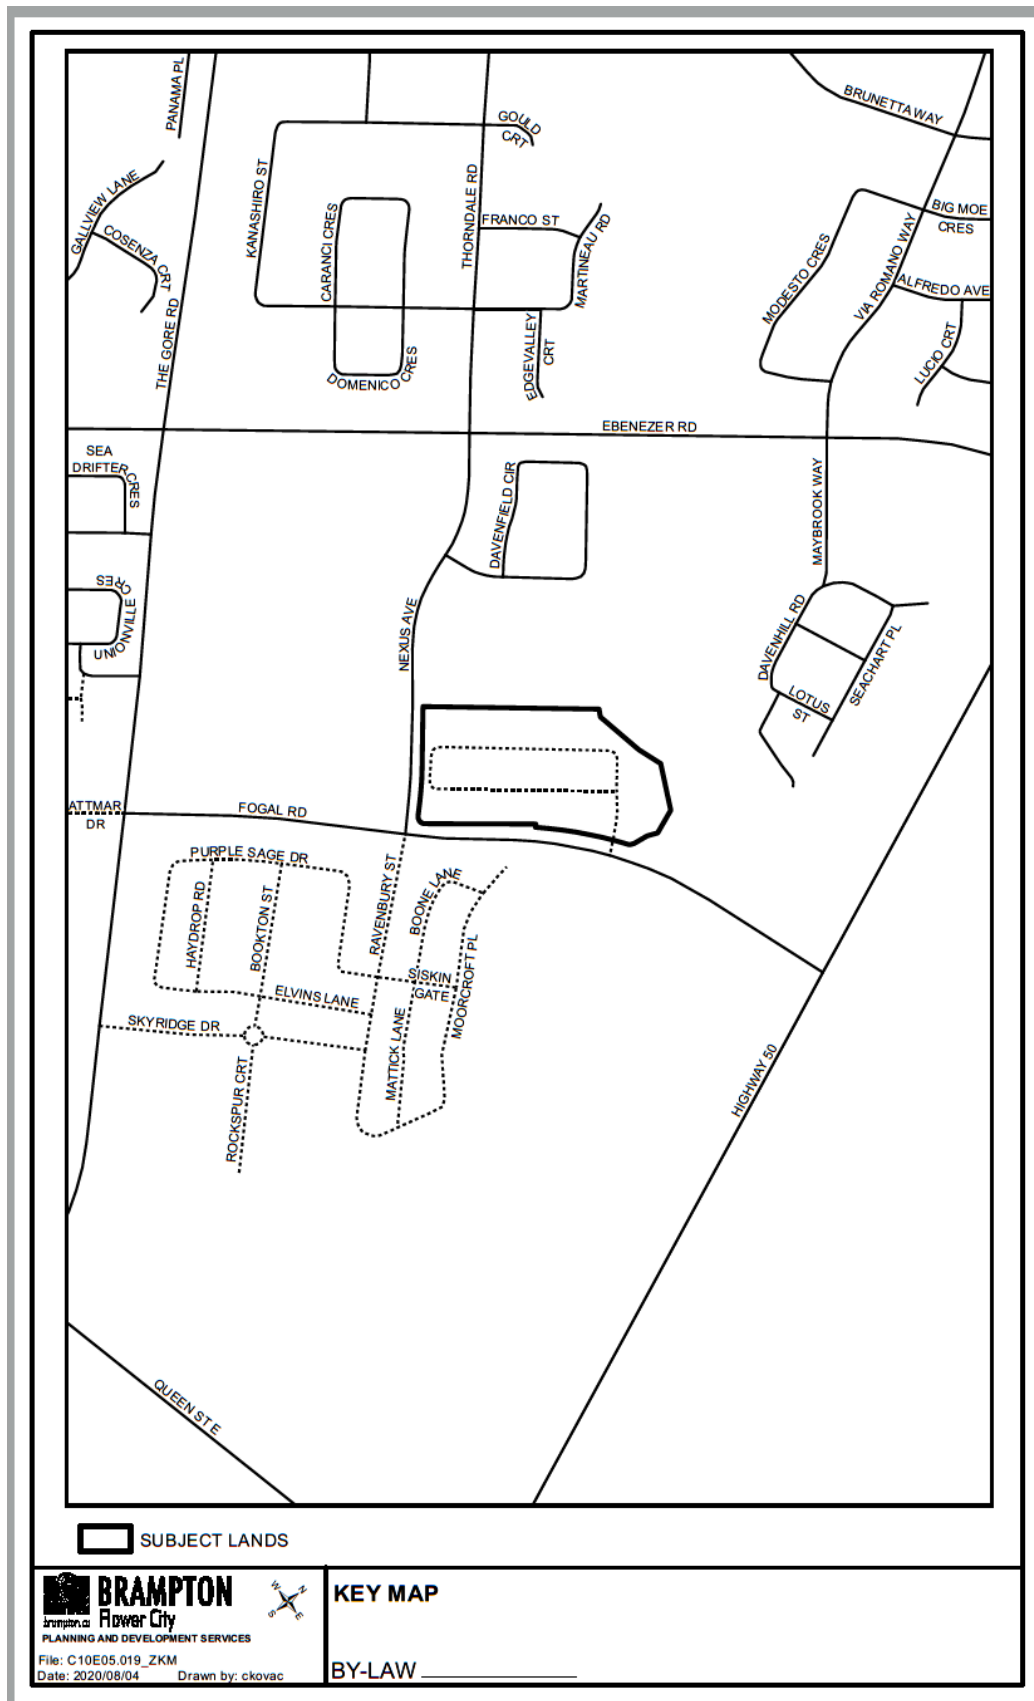 PANAMA PL
BRUNETTA WAY
GOULD
CRT
GALLVIEW LANE
COSENZA CRT
KANASHIRO ST
CARANCI CRES
THORNDALE RD
FRANCO ST
MARTINEAU RD
BIG MOE
CRES
MODESTO CRES
VIA ROMANO WAY
ALFREDO AVE
LUCIO CRT
THE GORE RD
DOMENICO CRES
EDGEVALLEY
CRT
EBENEZER RD
SEA
DRIFTER CRES
DAVENFIELD CIR
MAYBROOK WAY
UNIONVILLE CRES
NEXUS AVE
DAVENHILL RD
SEACHART PL
LOTUS
ST
ATTMAR
DR
FOGAL RD
PURPLE SAGE DR
HAYDROP RD
BOOKTON ST
RAVENBURY ST
BOONE LANE
SISKIN
GATE
MOORCROFT PL
ELVINS LANE
SKYRIDGE DR
MATTICK LANE
ROCKSPUR CRT
HIGHWAY 50
QUEEN ST E
SUBJECT LANDS
BRAMPTON
brampton.ca Flower City
PLANNING AND DEVELOPMENT SERVICES
File: C10E05.019_ZKM
Date: 2020/08/04 Drawn by: ckovac
W N
S E
KEY MAP
BY-LAW